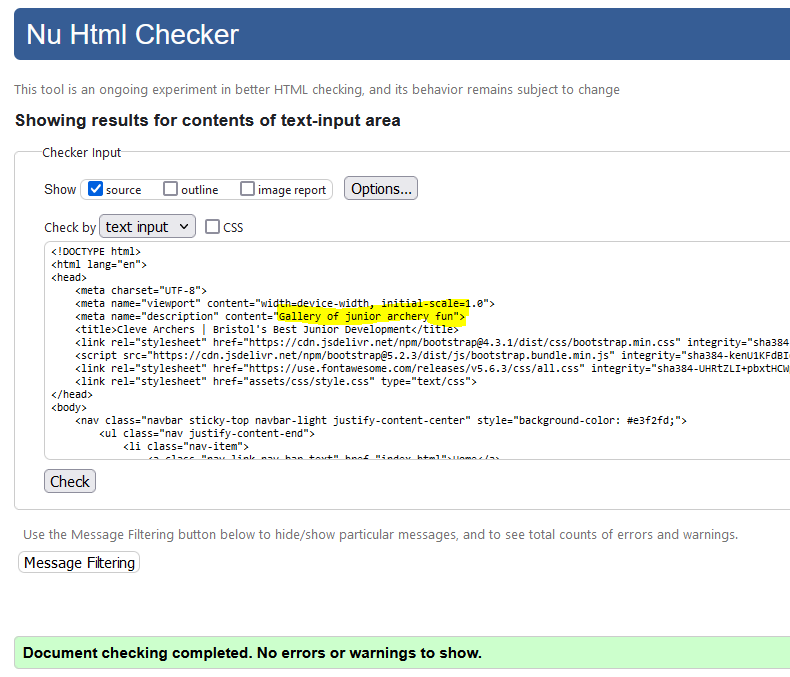 Nu Html Checker
This tool is an ongoing experiment in better HTML checking, and its behavior remains subject to change
Showing results for contents of text-input area
Checker Input
Show source outline image report Options...
Check by text input CSS
<!DOCTYPE html>
<html lang="en">
<head>
<meta charset="UTF-8">
<meta name="viewport" content="width=device-width, initial-scale=1.0">
<meta name="description" content="Gallery of junior archery fun">
<title>Cleve Archers | Bristol's Best Junior Development</title>
<link rel="stylesheet" href="https://cdn.jsdelivr.net/npm/bootstrap@4.3.1/dist/css/bootstrap.min.css" integrity="sha384
<script src="https://cdn.jsdelivr.net/npm/bootstrap@5.2.3/dist/js/bootstrap.bundle.min.js" integrity="sha384-kenU1KFdBI
<link rel="stylesheet" href="https://use.fontawesome.com/releases/v5.6.3/css/all.css" integrity="sha384-UHRtZLI+pbxtHCW
<link rel="stylesheet" href="assets/css/style.css" type="text/css">
</head>
<body>
<nav class="navbar sticky-top navbar-light justify-content-center" style="background-color: #e3f2fd;">
<ul class="nav justify-content-end">
<li class="nav-item">
<a class="nav-link nav-bar-text" href="index.html">Home</a>
Check
Use the Message Filtering button below to hide/show particular messages, and to see total counts of errors and warnings.
Message Filtering
Document checking completed. No errors or warnings to show.